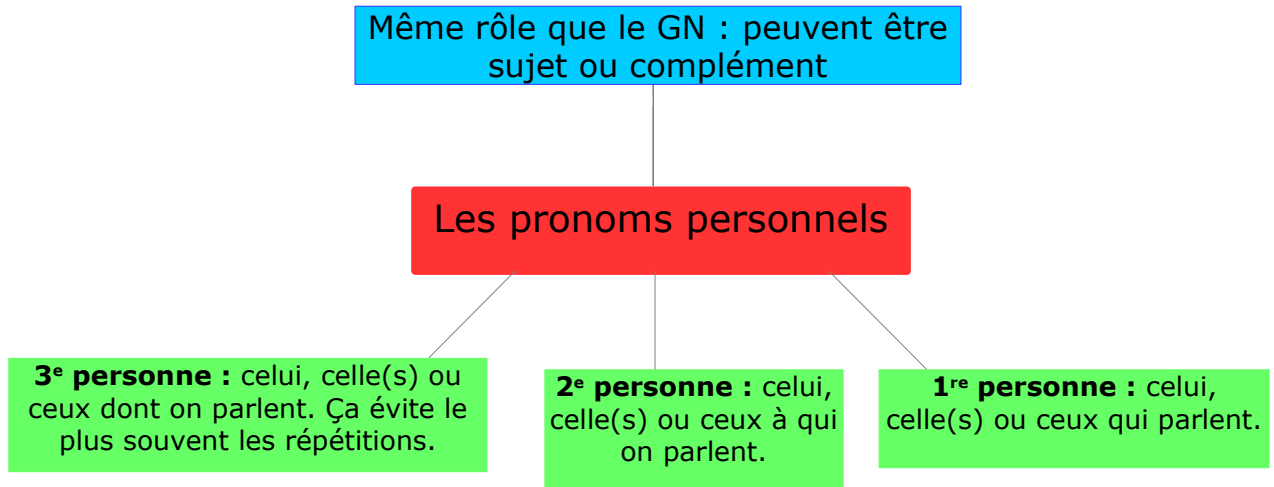 Même rôle que le GN : peuvent être
sujet ou complément
Les pronoms personnels
3e personne : celui, celle(s) ou
ceux dont on parlent. Ça évite le
plus souvent les répétitions.
2e personne : celui,
celle(s) ou ceux à qui
on parlent.
1re personne : celui,
celle(s) ou ceux qui parlent.